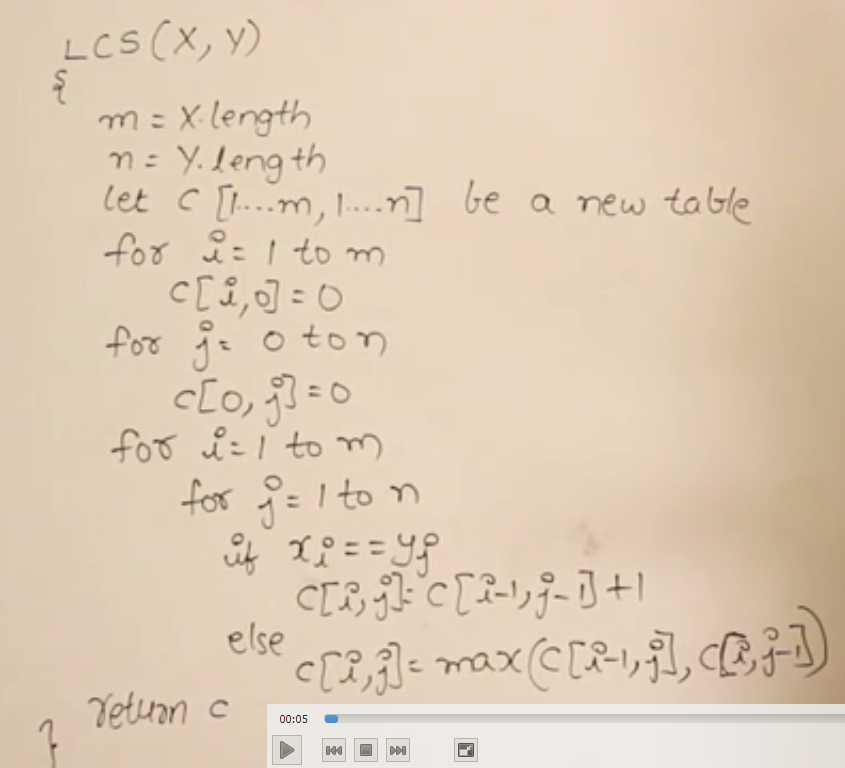 LCS(X, Y)
{
m = X.length
n = Y.length
let C [1....m, 1....n] be a new table
for i = 1 to m
C[i,0] = 0
for j = 0 to n
C[0, j] = 0
for i = 1 to m
for j = 1 to n
if xi == yj
C[i,j] = C[i-1, j-1] + 1
else
C[i,j] = max(C[i-1, j], C[i, j-1])
return c
}
00:05